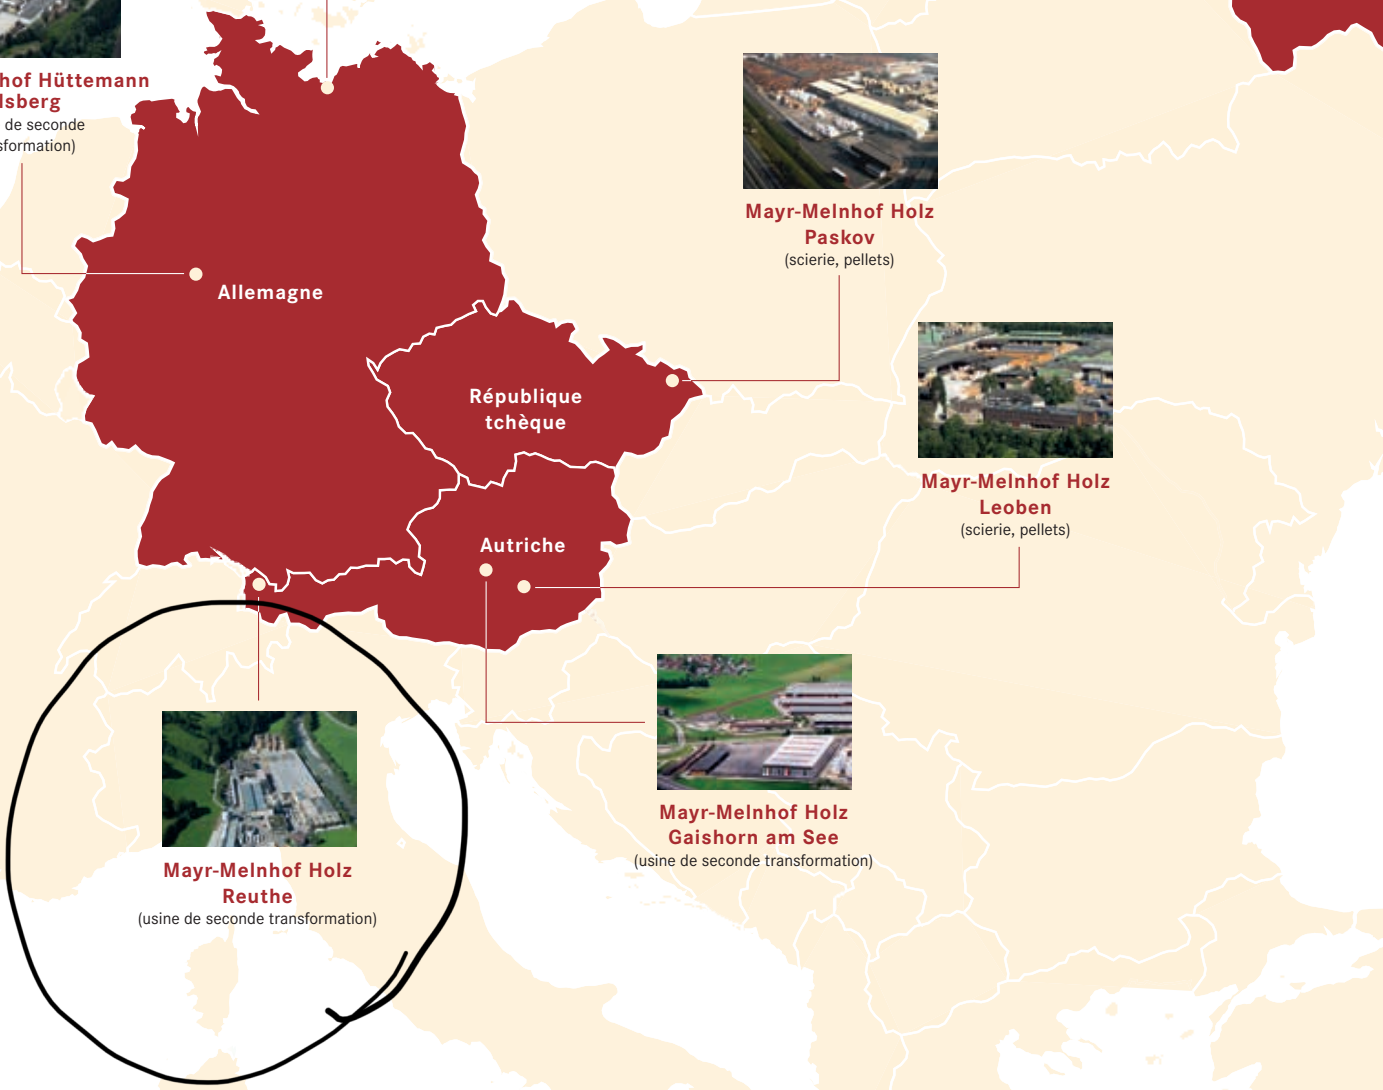 hof Hüttemann
lsberg
de seconde
sformation)
Mayr-Melnhof Holz
Paskov
(scierie, pellets)
Allemagne
République
tchèque
Mayr-Melnhof Holz
Leoben
(scierie, pellets)
Autriche
Mayr-Melnhof Holz
Gaishorn am See
(usine de seconde transformation)
Mayr-Melnhof Holz
Reuthe
(usine de seconde transformation)